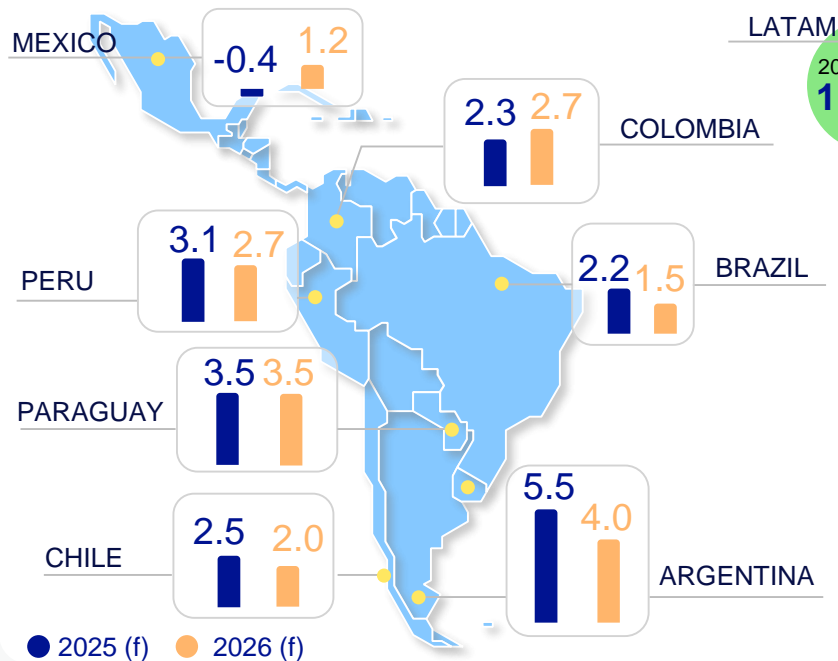 MEXICO
-0.4 1.2
LATAM
2.3 2.7
COLOMBIA
3.1 2.7
PERU
2.2 1.5
BRAZIL
3.5 3.5
PARAGUAY
5.5 4.0
2.5 2.0
CHILE
ARGENTINA
2025 (f) 2026 (f)